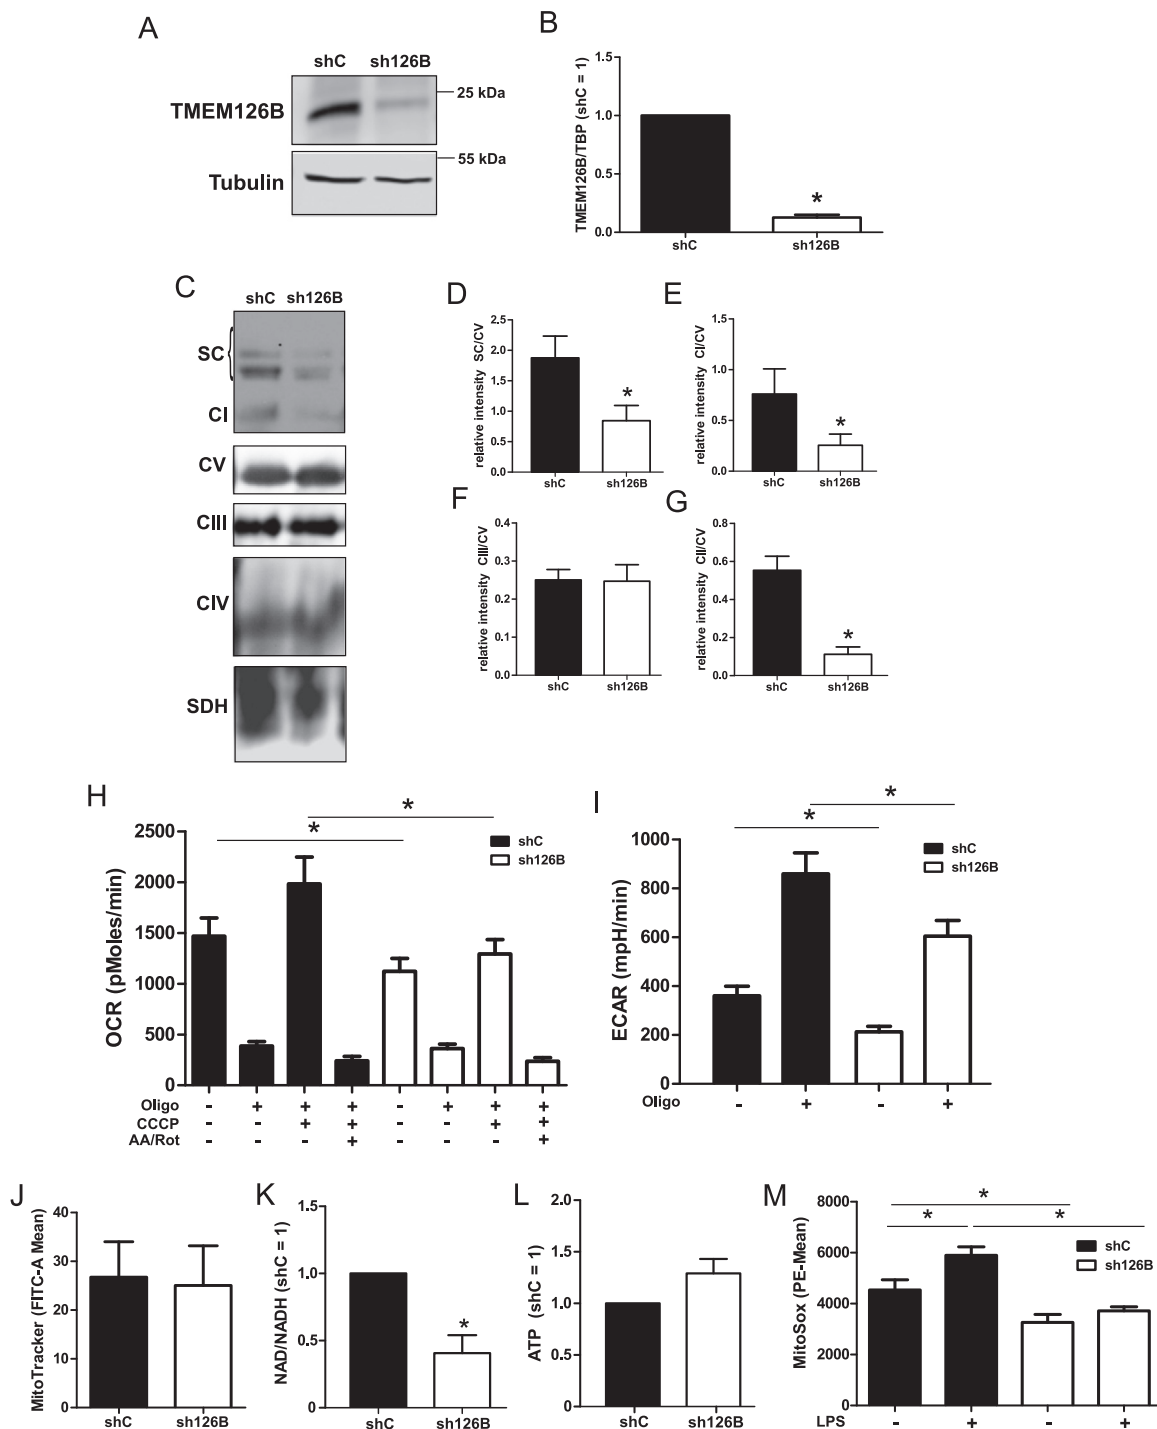 A
shC sh126B
TMEM126B
25 kDa
55 kDa
Tubulin
B
TMEM126B/TBP (shC = 1)
1.5
1.0
0.5
0.0
*
shC sh126B
C
shC sh126B
SC
CI
CV
CIII
CIV
SDH
D
relative intensity SC/CV
2.5
2.0
1.5
1.0
0.5
0.0
*
shC sh126B
E
relative intensity CI/CV
1.5
1.0
0.5
0.0
*
shC sh126B
F
relative intensity CIII/CV
0.4
0.3
0.2
0.1
0.0
shC sh126B
G
relative intensity CII/CV
0.8
0.6
0.4
0.2
0.0
*
shC sh126B
H
*
*
shC
sh126B
OCR (pMoles/min)
2500
2000
1500
1000
500
0
Oligo - + + + - + + +
CCCP - - + + - - + +
AA/Rot - - - + - - - +
I
*
*
shC
sh126B
ECAR (mpH/min)
1000
800
600
400
200
0
Oligo - + - +
J
MitoTracker (FITC-A Mean)
40
30
20
10
0
shC sh126B
K
NAD/NADH (shC = 1)
1.5
1.0
0.5
0.0
*
shC sh126B
L
ATP (shC = 1)
2.0
1.5
1.0
0.5
0.0
shC sh126B
M
*
* *
shC
sh126B
MitoSox (PE-Mean)
8000
6000
4000
2000
0
LPS - + - +